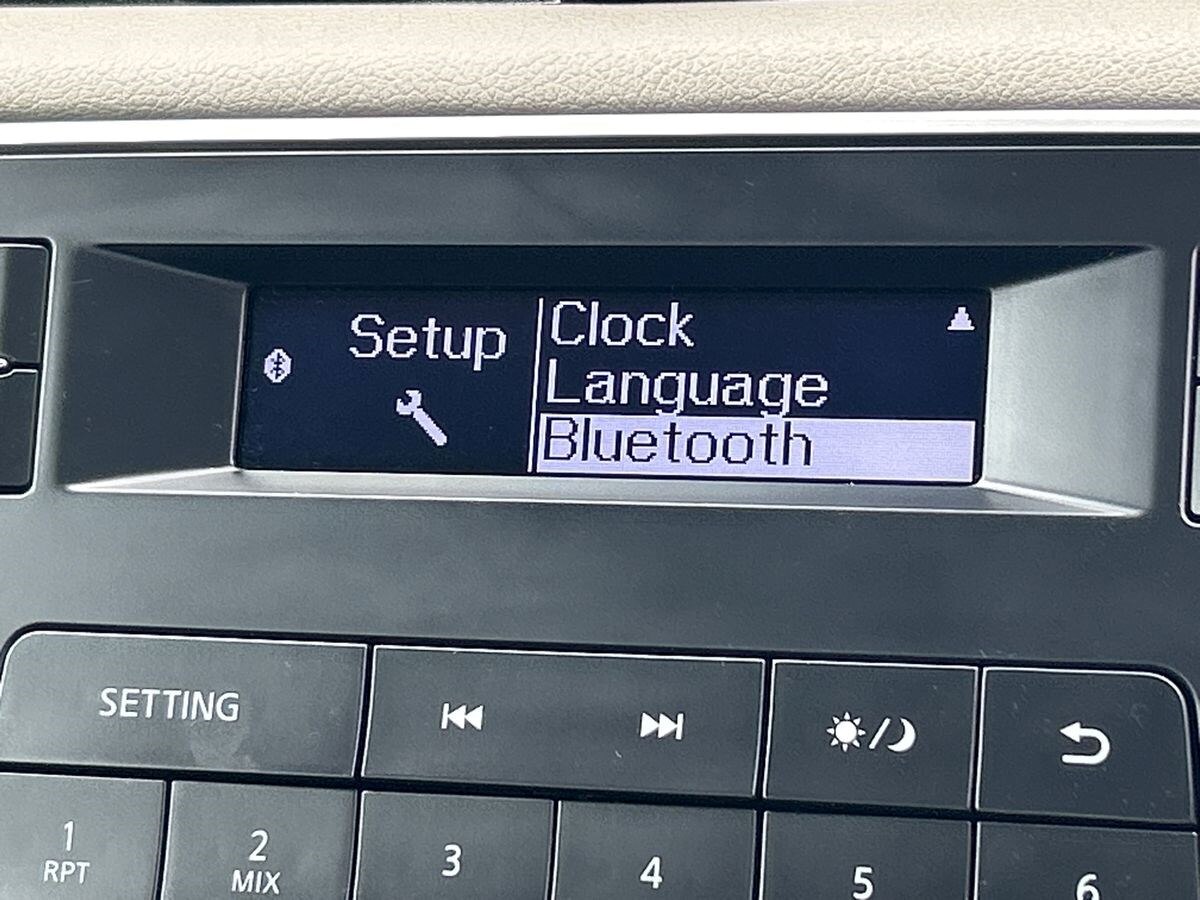 Setup
Clock
Language
Bluetooth
SETTING
1
RPT
2
MIX
3
4
5
6